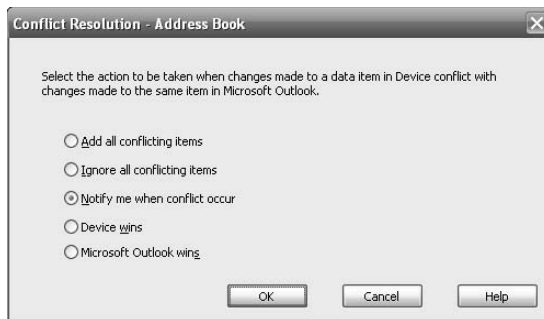 Conflict Resolution - Address Book
Select the action to be taken when changes made to a data item in Device conflict with
changes made to the same item in Microsoft Outlook.
Add all conflicting items
Ignore all conflicting items
Notify me when conflict occur
Device wins
Microsoft Outlook wins
OK Cancel Help